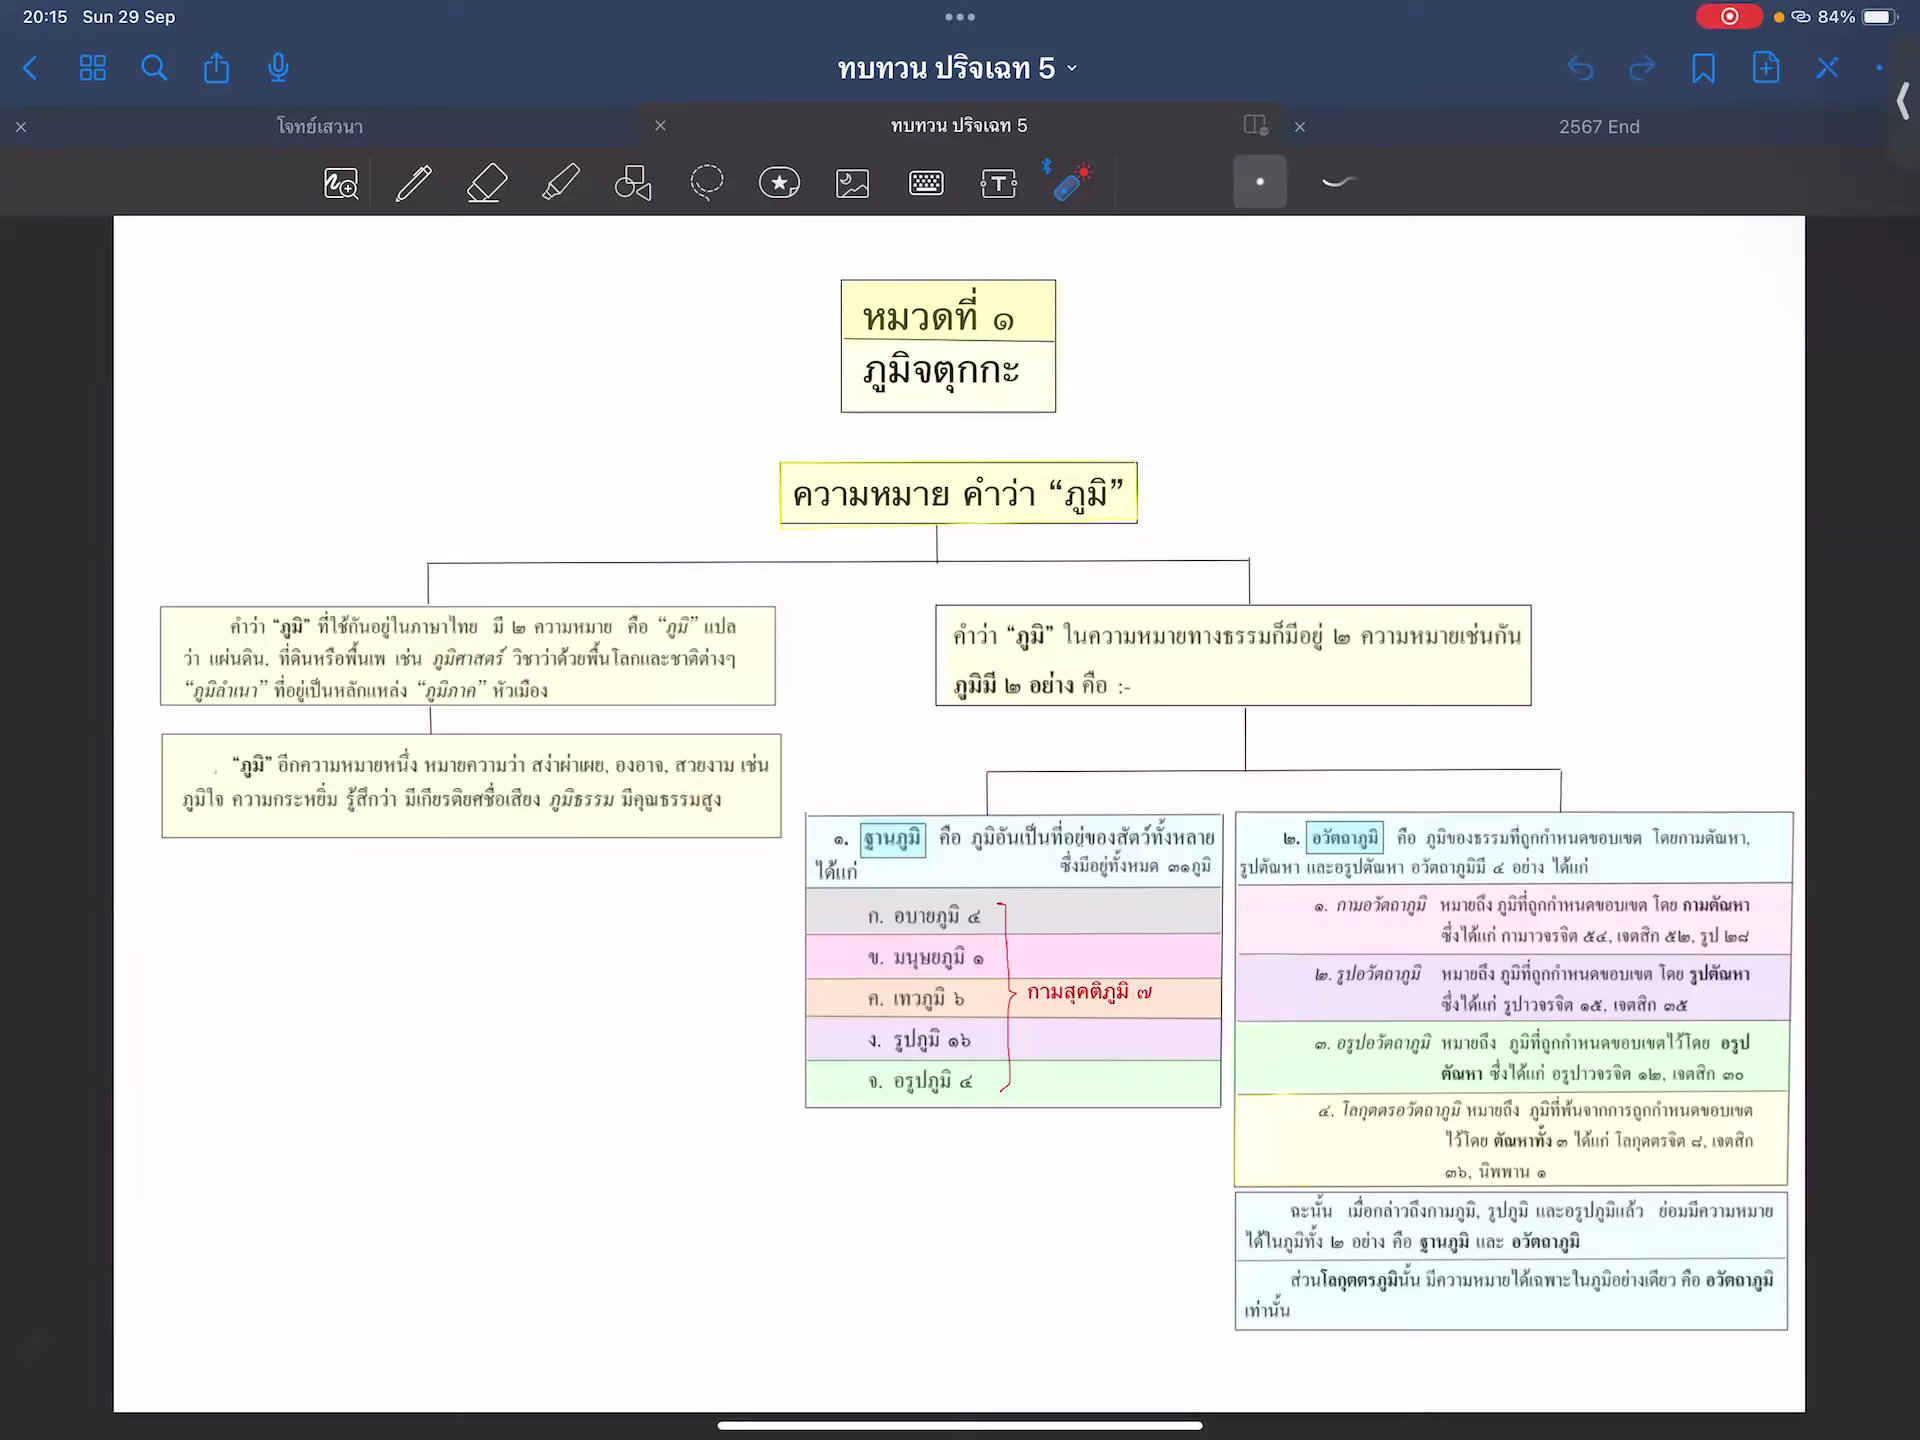 20:15 Sun 29 Sep
84%
ทบทวน ปริจเฉท 5
โจทย์เสวนา
ทบทวน ปริจเฉท 5
2567 End
หมวดที่ ๑
ภูมิจตุกกะ
ความหมาย คำว่า “ภูมิ”
คำว่า “ภูมิ” ที่ใช้กันอยู่ในภาษาไทย มี ๒ ความหมาย คือ “ภูมิ” แปล
ว่า แผ่นดิน, ที่ดินหรือพื้นเพ เช่น ภูมิศาสตร์ วิชาว่าด้วยพื้นโลกและชาติต่างๆ
“ภูมิลำเนา” ที่อยู่เป็นหลักแหล่ง “ภูมิภาค” หัวเมือง
“ภูมิ” อีกความหมายหนึ่ง หมายความว่า สง่าผ่าเผย, องอาจ, สวยงาม เช่น
ภูมิใจ ความกระหยิ่ม รู้สึกว่า มีเกียรติยศชื่อเสียง ภูมิธรรม มีคุณธรรมสูง
คำว่า “ภูมิ” ในความหมายทางธรรมก็มีอยู่ ๒ ความหมายเช่นกัน
ภูมิมี ๒ อย่าง คือ :-
๑. ฐานภูมิ คือ ภูมิอันเป็นที่อยู่ของสัตว์ทั้งหลาย
ได้แก่ ซึ่งมีอยู่ทั้งหมด ๓๑ภูมิ
ก. อบายภูมิ ๔
ข. มนุษยภูมิ ๑
ค. เทวภูมิ ๖
ง. รูปภูมิ ๑๖
จ. อรูปภูมิ ๔
กามสุคติภูมิ ๗
๒. อวัตถาภูมิ คือ ภูมิของธรรมที่ถูกกำหนดขอบเขต โดยกามตัณหา,
รูปตัณหา และอรูปตัณหา อวัตถาภูมิมี ๔ อย่าง ได้แก่
๑. กามอวัตถาภูมิ หมายถึง ภูมิที่ถูกกำหนดขอบเขต โดย กามตัณหา
ซึ่งได้แก่ กามาวจรจิต ๕๔, เจตสิก ๕๒, รูป ๒๘
๒. รูปอวัตถาภูมิ หมายถึง ภูมิที่ถูกกำหนดขอบเขต โดย รูปตัณหา
ซึ่งได้แก่ รูปาวจรจิต ๑๕, เจตสิก ๓๕
๓. อรูปอวัตถาภูมิ หมายถึง ภูมิที่ถูกกำหนดขอบเขตไว้โดย อรูป
ตัณหา ซึ่งได้แก่ อรูปาวจรจิต ๑๒, เจตสิก ๓๐
๔. โลกุตตรอวัตถาภูมิ หมายถึง ภูมิที่พ้นจากการถูกกำหนดขอบเขต
ไว้โดย ตัณหาทั้ง ๓ ได้แก่ โลกุตตรจิต ๘, เจตสิก
๓๖, นิพพาน ๑
ฉะนั้น เมื่อกล่าวถึงกามภูมิ, รูปภูมิ และอรูปภูมิแล้ว ย่อมมีความหมาย
ได้ในภูมิทั้ง ๒ อย่าง คือ ฐานภูมิ และ อวัตถาภูมิ
ส่วนโลกุตตรภูมินั้น มีความหมายได้เฉพาะในภูมิอย่างเดียว คือ อวัตถาภูมิ
เท่านั้น